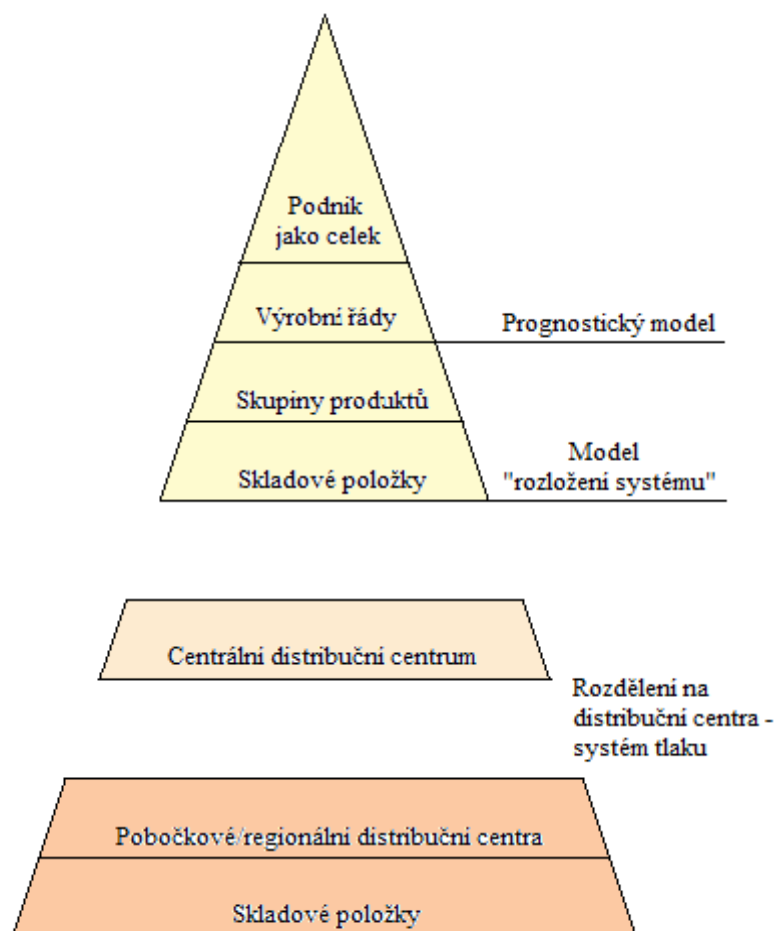 Podnik
jako celek
Výrobní řády
Prognostický model
Skupiny produktů
Model
Skladové položky
"rozložení systému"
Centrální distribuční centrum
Rozdělení na
distribuční centra -
systém tlaku
Pobočkové/regionální distribuční centra
Skladové položky